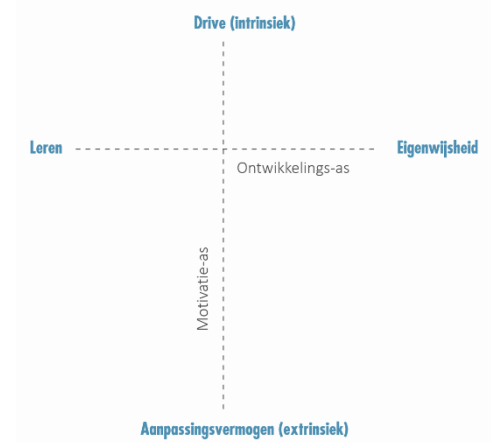 Drive (intrinsiek)
Leren
Eigenwijsheid
Ontwikkelings-as
Motivatie-as
Aanpassingsvermogen (extrinsiek)